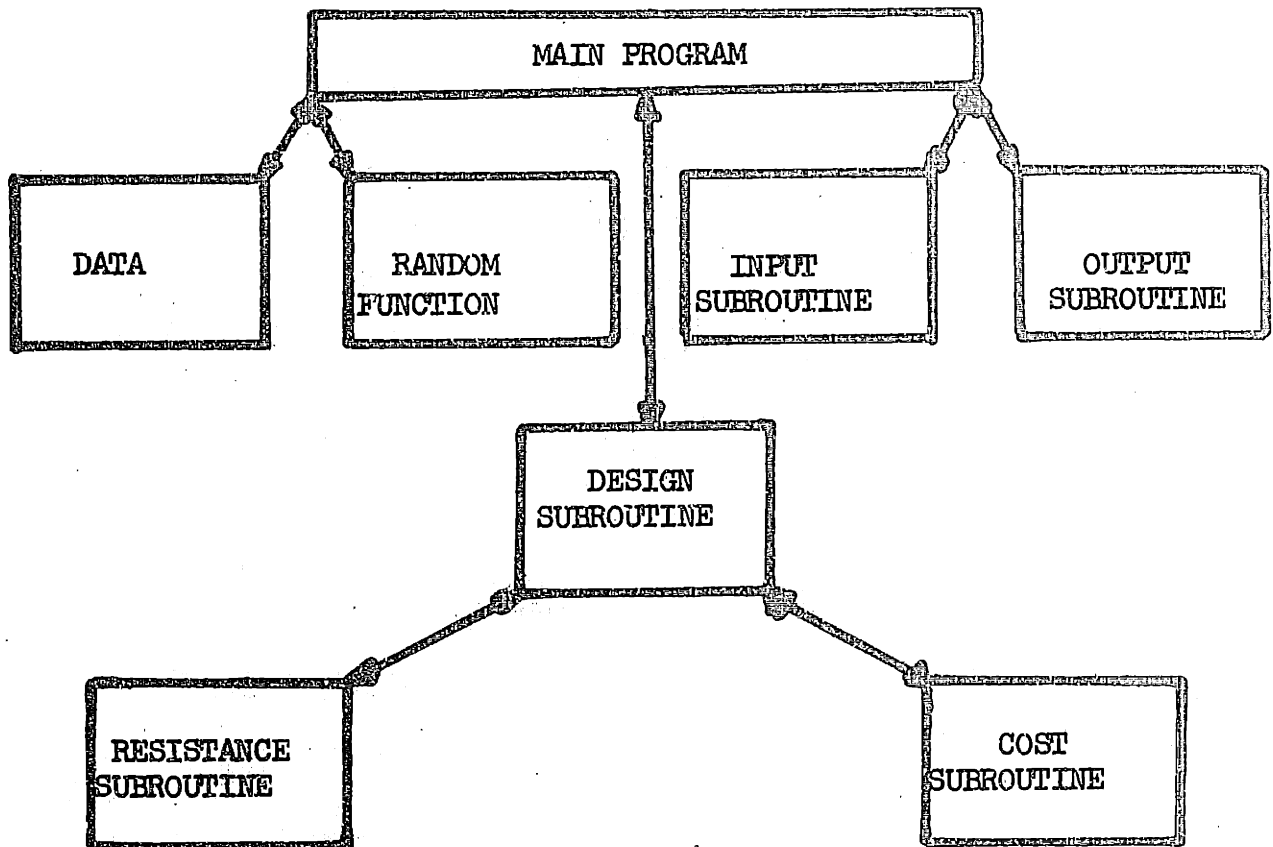 MAIN PROGRAM
DATA
RANDOM
FUNCTION
INPUT
SUBROUTINE
OUTPUT
SUBROUTINE
DESIGN
SUBROUTINE
RESISTANCE
SUBROUTINE
COST
SUBROUTINE